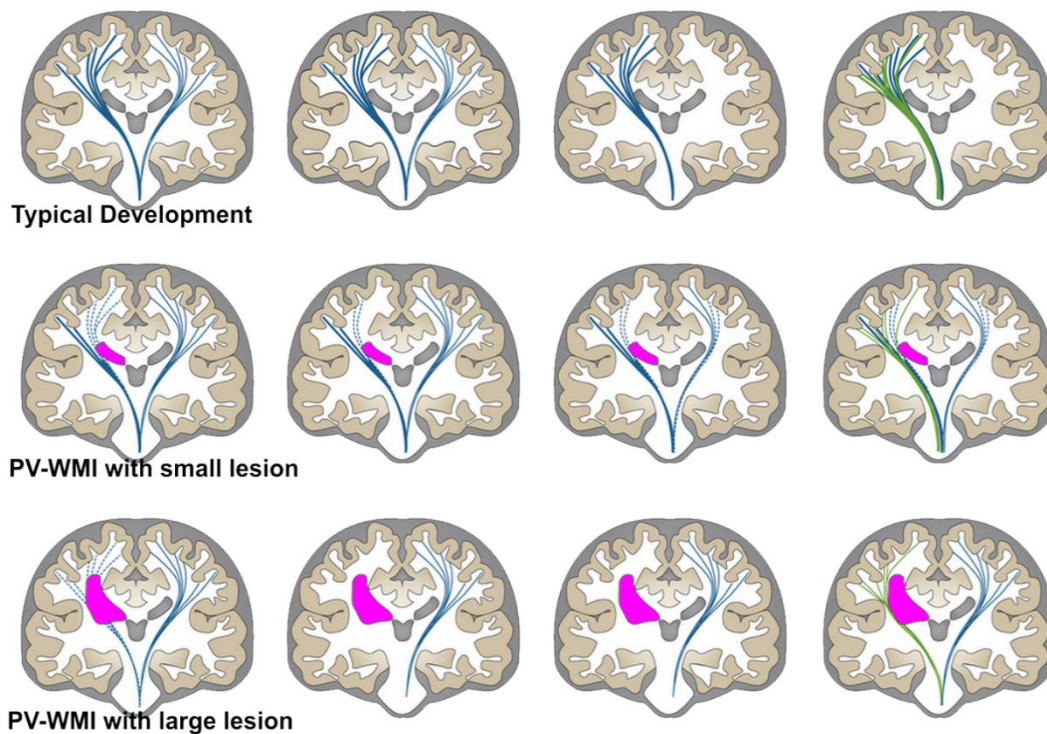 Typical Development
PV-WMI with small lesion
PV-WMI with large lesion